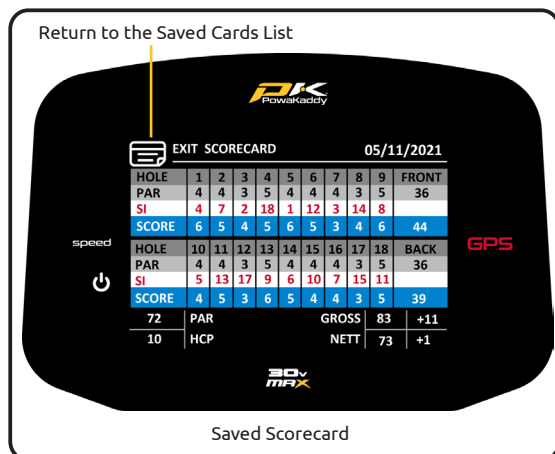 Return to the Saved Cards List
PK
PowaKaddy
EXIT SCORECARD 05/11/2021
HOLE 1 2 3 4 5 6 7 8 9 FRONT
PAR 4 4 3 5 4 4 4 3 5 36
SI 4 7 2 18 1 12 3 14 8
SCORE 6 5 4 5 6 5 3 4 6 44
speed
GPS
HOLE 10 11 12 13 14 15 16 17 18 BACK
PAR 4 4 3 5 4 4 4 3 5 36
SI 5 13 17 9 6 10 7 15 11
SCORE 4 5 3 6 5 4 4 3 5 39
72 PAR GROSS 83 +11
10 HCP NETT 73 +1
30v
MAX
Saved Scorecard